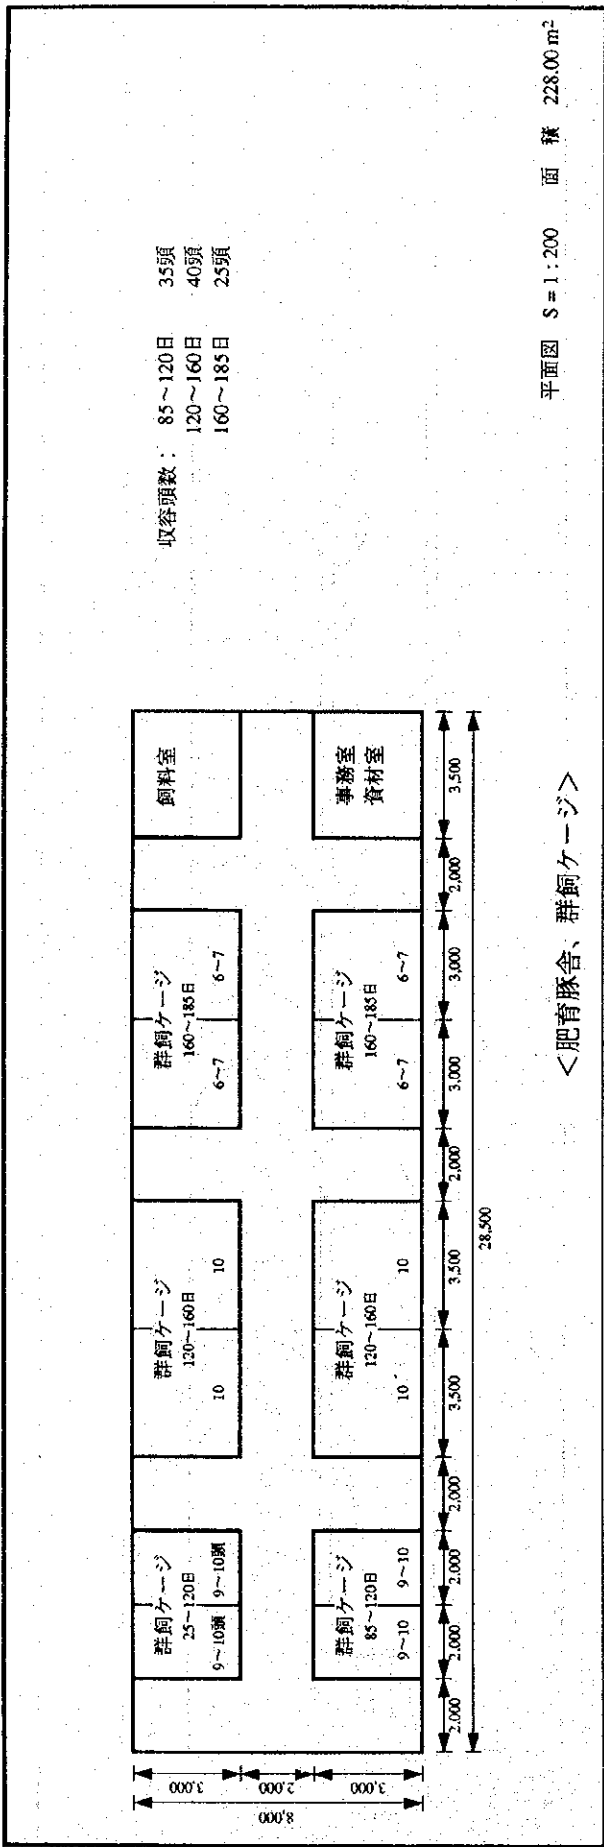 収容頭数： 85～120日 35頭
120～160日 40頭
160～185日 25頭
群飼ケージ
25～120日
9～10頭 9～10頭
群飼ケージ
120～160日
10 10
群飼ケージ
160～185日
6～7 6～7
飼料室
群飼ケージ
85～120日
9～10 9～10
群飼ケージ
120～160日
10 10
群飼ケージ
160～185日
6～7 6～7
事務室
資材室
3,000
2,000
3,000
8,000
2,000 2,000 2,000 2,000 3,500 3,500 2,000 3,000 3,000 2,000 3,500
28,500
平面図 S = 1 : 200 面 積 228.00 m²
＜肥育豚舎、群飼ケージ＞